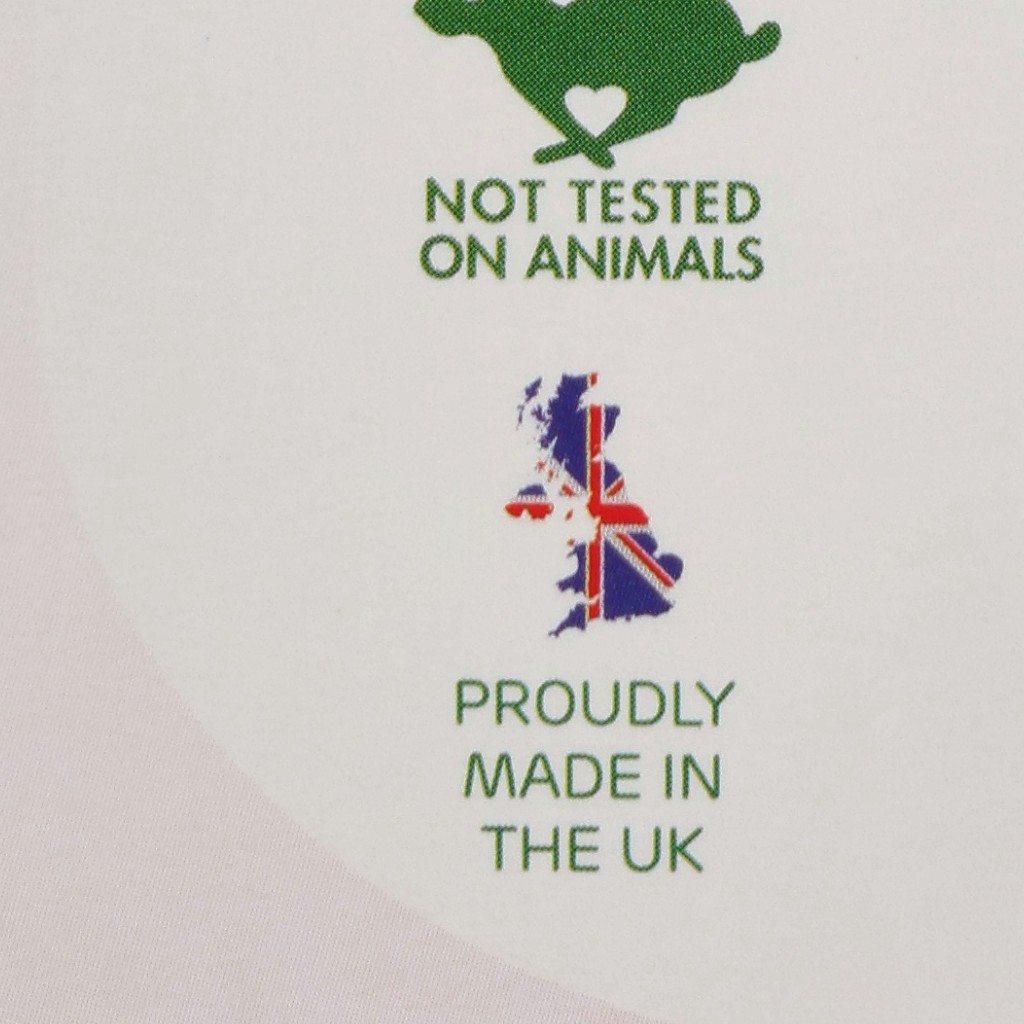 NOT TESTED
ON ANIMALS
PROUDLY
MADE IN
THE UK